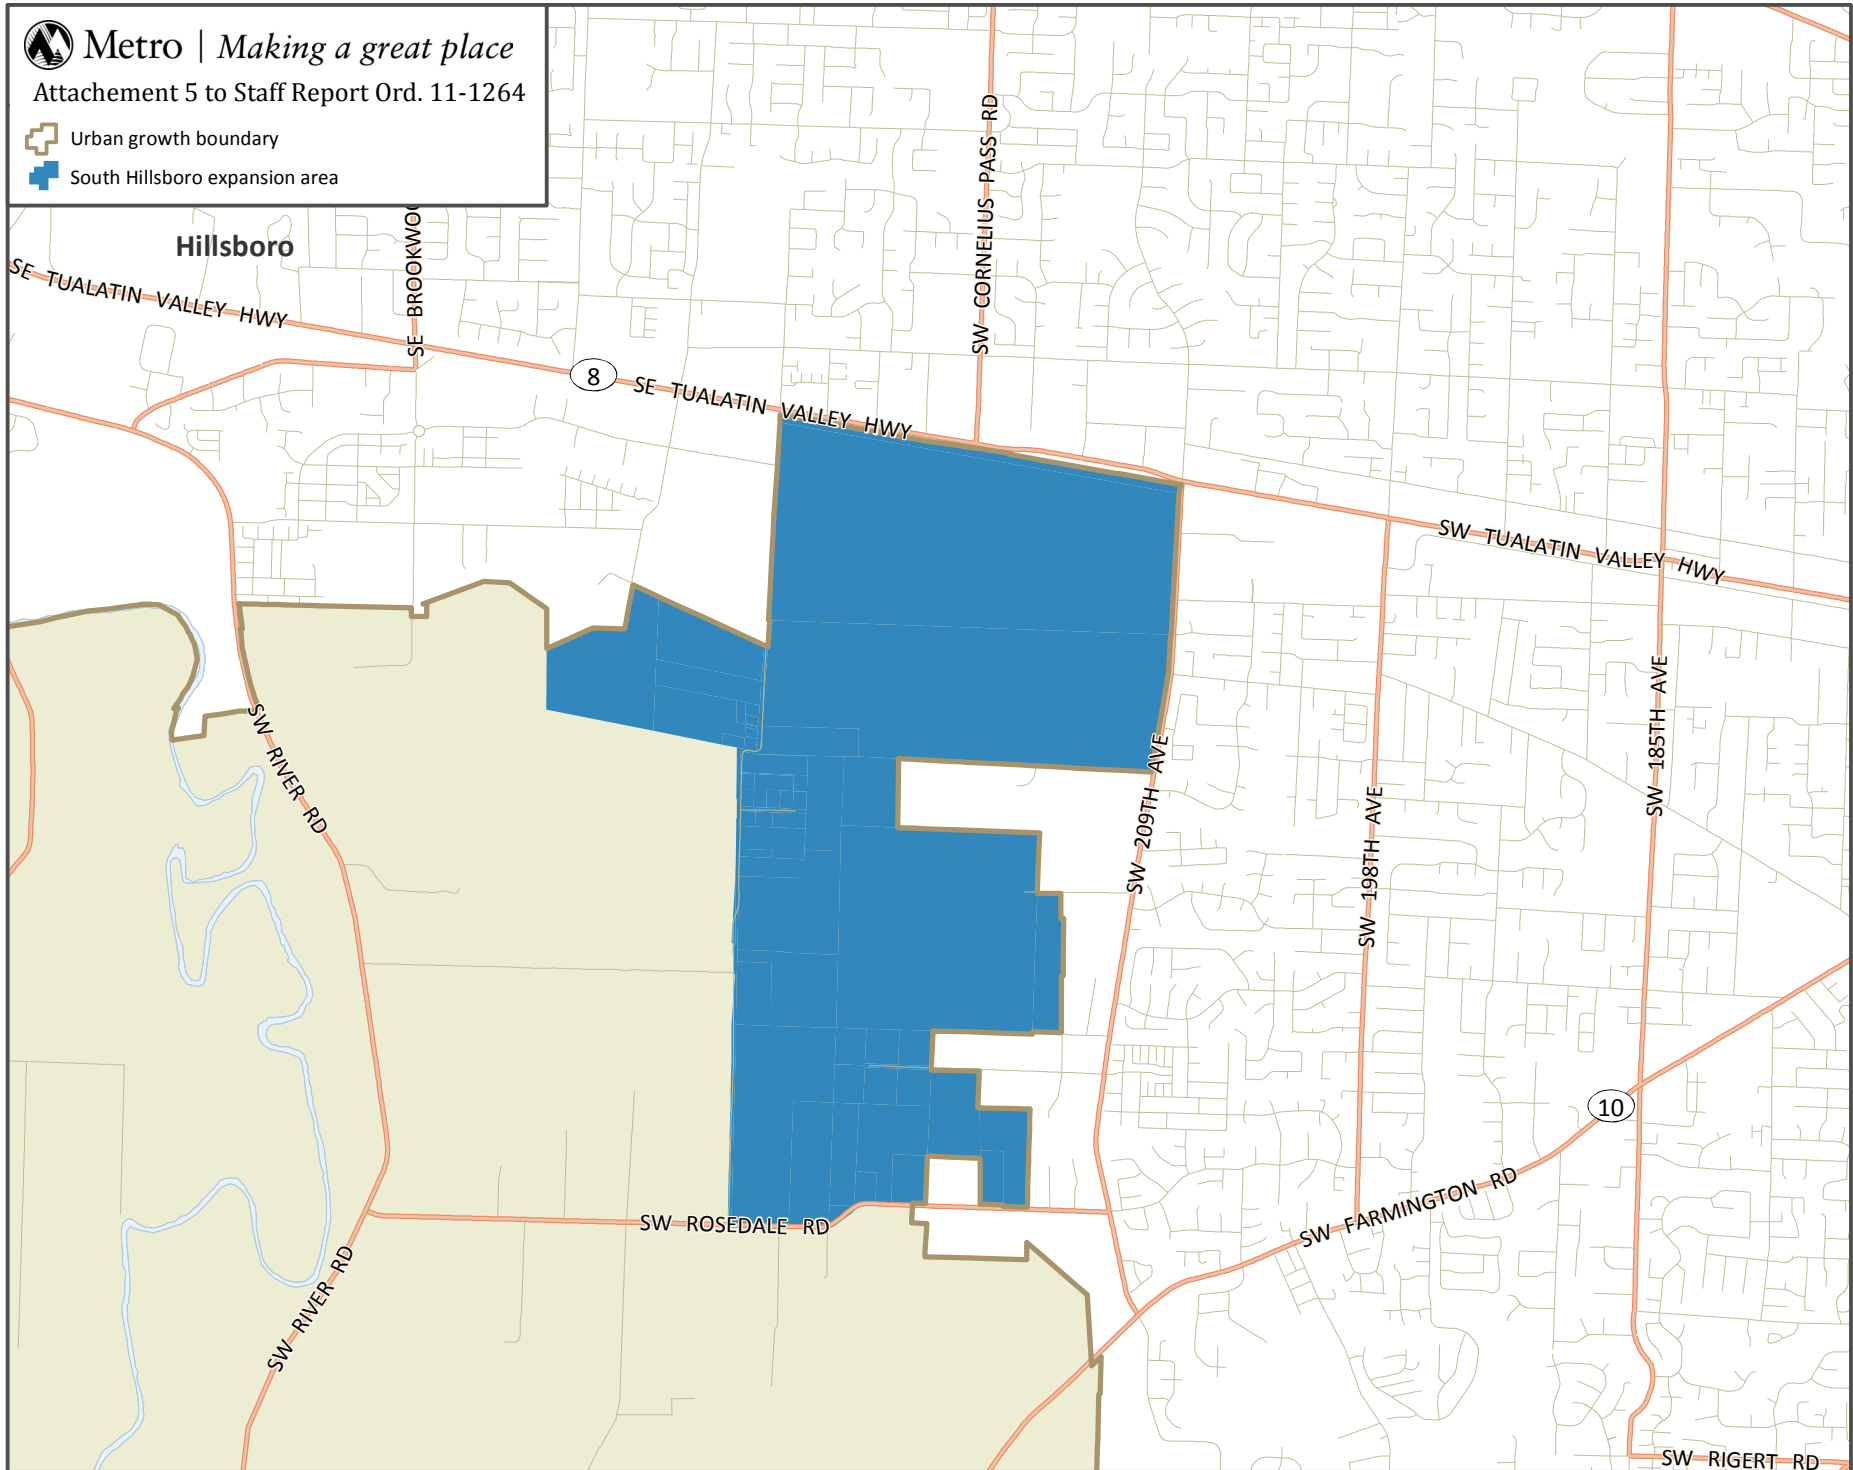 Metro | Making a great place
Attachement 5 to Staff Report Ord. 11-1264
Urban growth boundary
South Hillsboro expansion area
Hillsboro
SE TUALATIN VALLEY HWY
SE BROOKWOO
8
SE TUALATIN VALLEY HWY
SW CORNELIUS PASS RD
SW TUALATIN VALLEY HWY
SW RIVER RD
SW 209TH AVE
SW 198TH AVE
SW 185TH AVE
10
SW FARMINGTON RD
SW ROSEDALE RD
SW RIVER RD
SW RIGERT RD